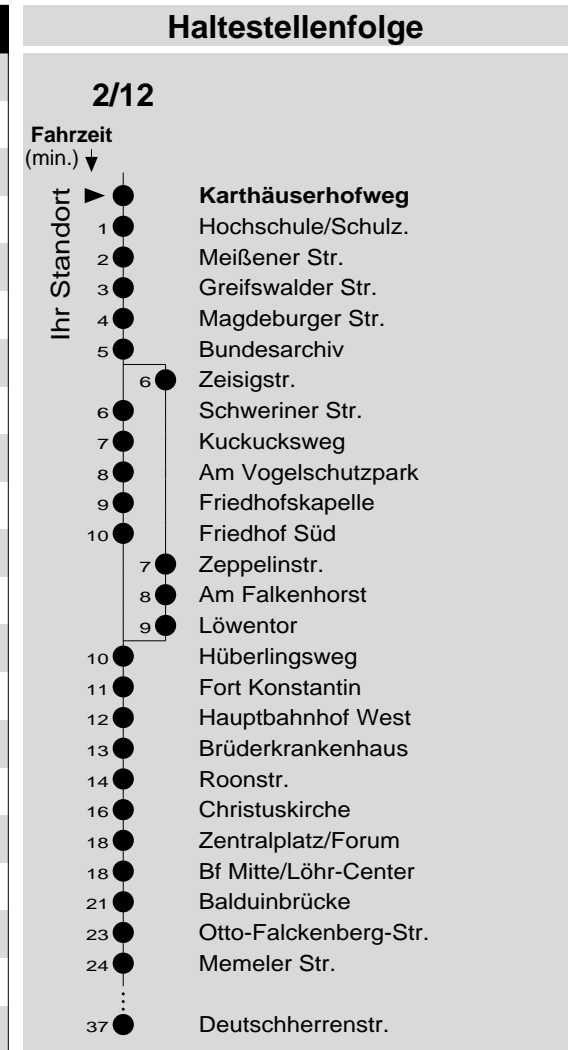 Haltestellenfolge
2/12
Fahrzeit
(min.)
Ihr Standort
Karthäuserhofweg
1 Hochschule/Schulz.
2 Meißener Str.
3 Greifswalder Str.
4 Magdeburger Str.
5 Bundesarchiv
6 Zeisigstr.
6 Schweriner Str.
7 Kuckucksweg
8 Am Vogelschutzpark
9 Friedhofskapelle
10 Friedhof Süd
7 Zeppelinstr.
8 Am Falkenhorst
9 Löwentor
10 Hüberlingsweg
11 Fort Konstantin
12 Hauptbahnhof West
13 Brüderkrankenhaus
14 Roonstr.
16 Christuskirche
18 Zentralplatz/Forum
18 Bf Mitte/Löhr-Center
21 Balduinbrücke
23 Otto-Falckenberg-Str.
24 Memeler Str.
37 Deutschherrenstr.